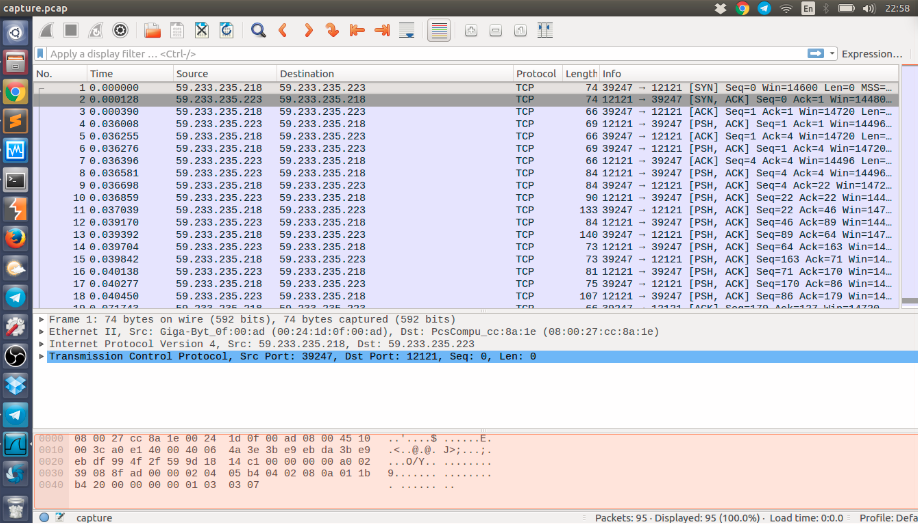 capture.pcap
En
22:58
Apply a display filter ... <Ctrl-/>
Expression...
No. Time Source Destination Protocol Length Info
1 0.000000 59.233.235.218 59.233.235.223 TCP 74 39247 → 12121 [SYN] Seq=0 Win=14600 Len=0 MSS=...
2 0.000128 59.233.235.223 59.233.235.218 TCP 74 12121 → 39247 [SYN, ACK] Seq=0 Ack=1 Win=14480...
3 0.000390 59.233.235.218 59.233.235.223 TCP 66 39247 → 12121 [ACK] Seq=1 Ack=1 Win=14720 Len=...
4 0.036008 59.233.235.223 59.233.235.218 TCP 69 12121 → 39247 [PSH, ACK] Seq=1 Ack=1 Win=14496...
5 0.036255 59.233.235.218 59.233.235.223 TCP 66 39247 → 12121 [ACK] Seq=1 Ack=4 Win=14720 Len=...
6 0.036276 59.233.235.218 59.233.235.223 TCP 69 39247 → 12121 [PSH, ACK] Seq=1 Ack=4 Win=14720...
7 0.036396 59.233.235.223 59.233.235.218 TCP 66 12121 → 39247 [ACK] Seq=4 Ack=4 Win=14496 Len=...
8 0.036581 59.233.235.223 59.233.235.218 TCP 84 12121 → 39247 [PSH, ACK] Seq=4 Ack=4 Win=14496...
9 0.036698 59.233.235.218 59.233.235.223 TCP 84 39247 → 12121 [PSH, ACK] Seq=4 Ack=22 Win=1472...
10 0.036859 59.233.235.223 59.233.235.218 TCP 90 12121 → 39247 [PSH, ACK] Seq=22 Ack=22 Win=144...
11 0.037039 59.233.235.218 59.233.235.223 TCP 133 39247 → 12121 [PSH, ACK] Seq=22 Ack=46 Win=147...
12 0.039170 59.233.235.223 59.233.235.218 TCP 84 12121 → 39247 [PSH, ACK] Seq=46 Ack=89 Win=144...
13 0.039392 59.233.235.218 59.233.235.223 TCP 140 39247 → 12121 [PSH, ACK] Seq=89 Ack=64 Win=147...
14 0.039704 59.233.235.223 59.233.235.218 TCP 73 12121 → 39247 [PSH, ACK] Seq=64 Ack=163 Win=14...
15 0.039842 59.233.235.218 59.233.235.223 TCP 73 39247 → 12121 [PSH, ACK] Seq=163 Ack=71 Win=14...
16 0.040138 59.233.235.223 59.233.235.218 TCP 81 12121 → 39247 [PSH, ACK] Seq=71 Ack=170 Win=14...
17 0.040277 59.233.235.218 59.233.235.223 TCP 75 39247 → 12121 [PSH, ACK] Seq=170 Ack=86 Win=14...
18 0.040450 59.233.235.223 59.233.235.218 TCP 107 12121 → 39247 [PSH, ACK] Seq=86 Ack=179 Win=14...
Frame 1: 74 bytes on wire (592 bits), 74 bytes captured (592 bits)
Ethernet II, Src: Giga-Byt_0f:00:ad (00:24:1d:0f:00:ad), Dst: PcsCompu_cc:8a:1e (08:00:27:cc:8a:1e)
Internet Protocol Version 4, Src: 59.233.235.218, Dst: 59.233.235.223
Transmission Control Protocol, Src Port: 39247, Dst Port: 12121, Seq: 0, Len: 0
0000 08 00 27 cc 8a 1e 00 24 1d 0f 00 ad 08 00 45 10 ..'....$ ......E.
0010 00 3c a0 e1 40 00 40 06 4a 3e 3b e9 eb da 3b e9 .<..@.@. J>;...;.
0020 eb df 99 4f 2f 59 9d 18 14 c1 00 00 00 00 a0 02 ...O/Y.. ........
0030 39 08 8f ad 00 00 02 04 05 b4 04 02 08 0a 01 1b 9....... ........
0040 b4 20 00 00 00 00 01 03 03 07 . ...... ..
capture
Packets: 95 · Displayed: 95 (100.0%) · Load time: 0:0.0
Profile: Defa